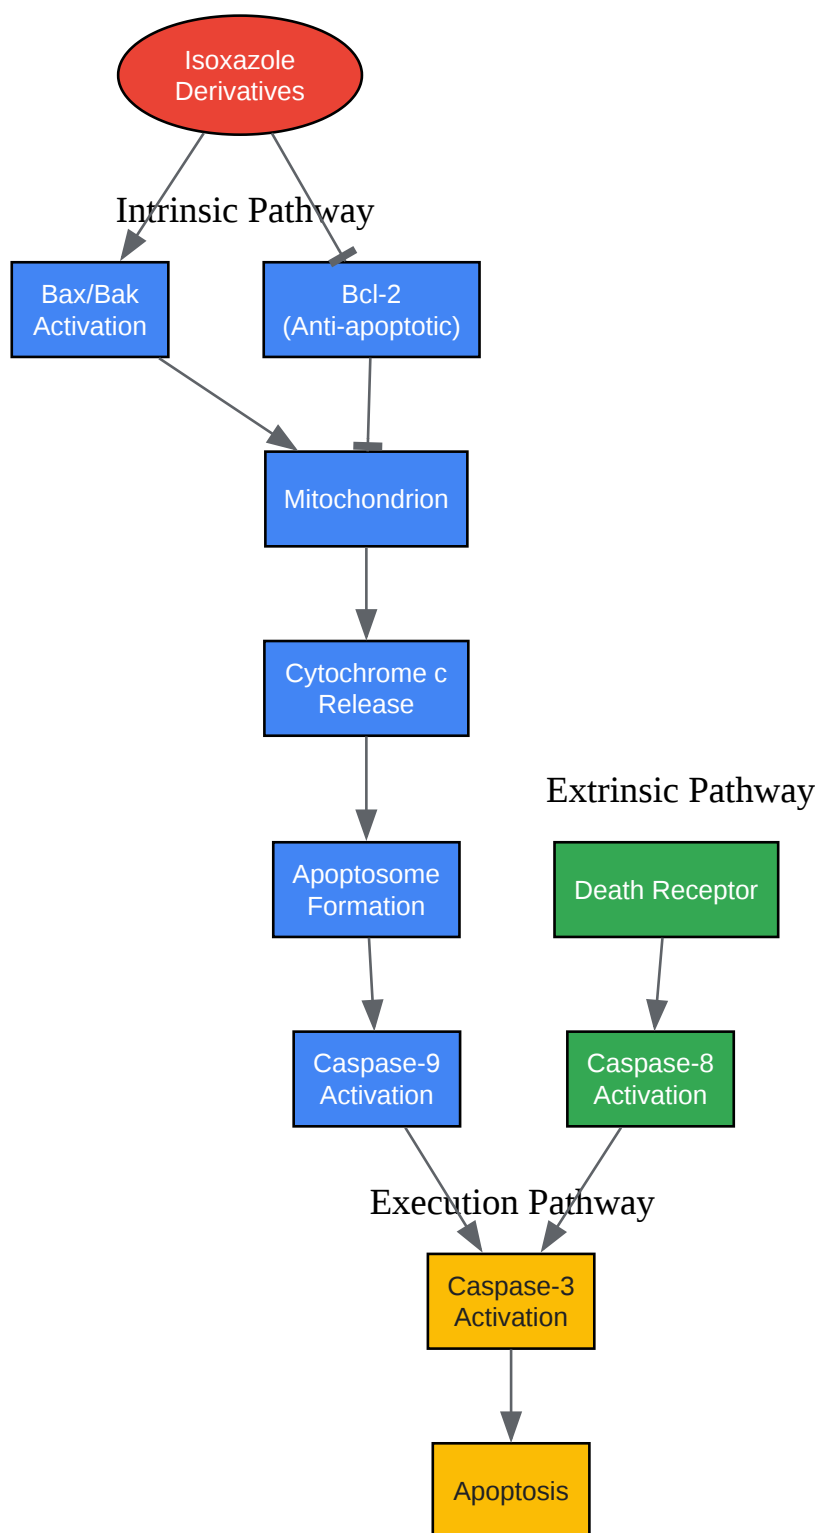 Isoxazole
Derivatives
Intrinsic Pathway
Bax/Bak
Activation
Bcl-2
(Anti-apoptotic)
Mitochondrion
Cytochrome c
Release
Extrinsic Pathway
Apoptosome
Formation
Death Receptor
Caspase-9
Activation
Caspase-8
Activation
Execution Pathway
Caspase-3
Activation
Apoptosis